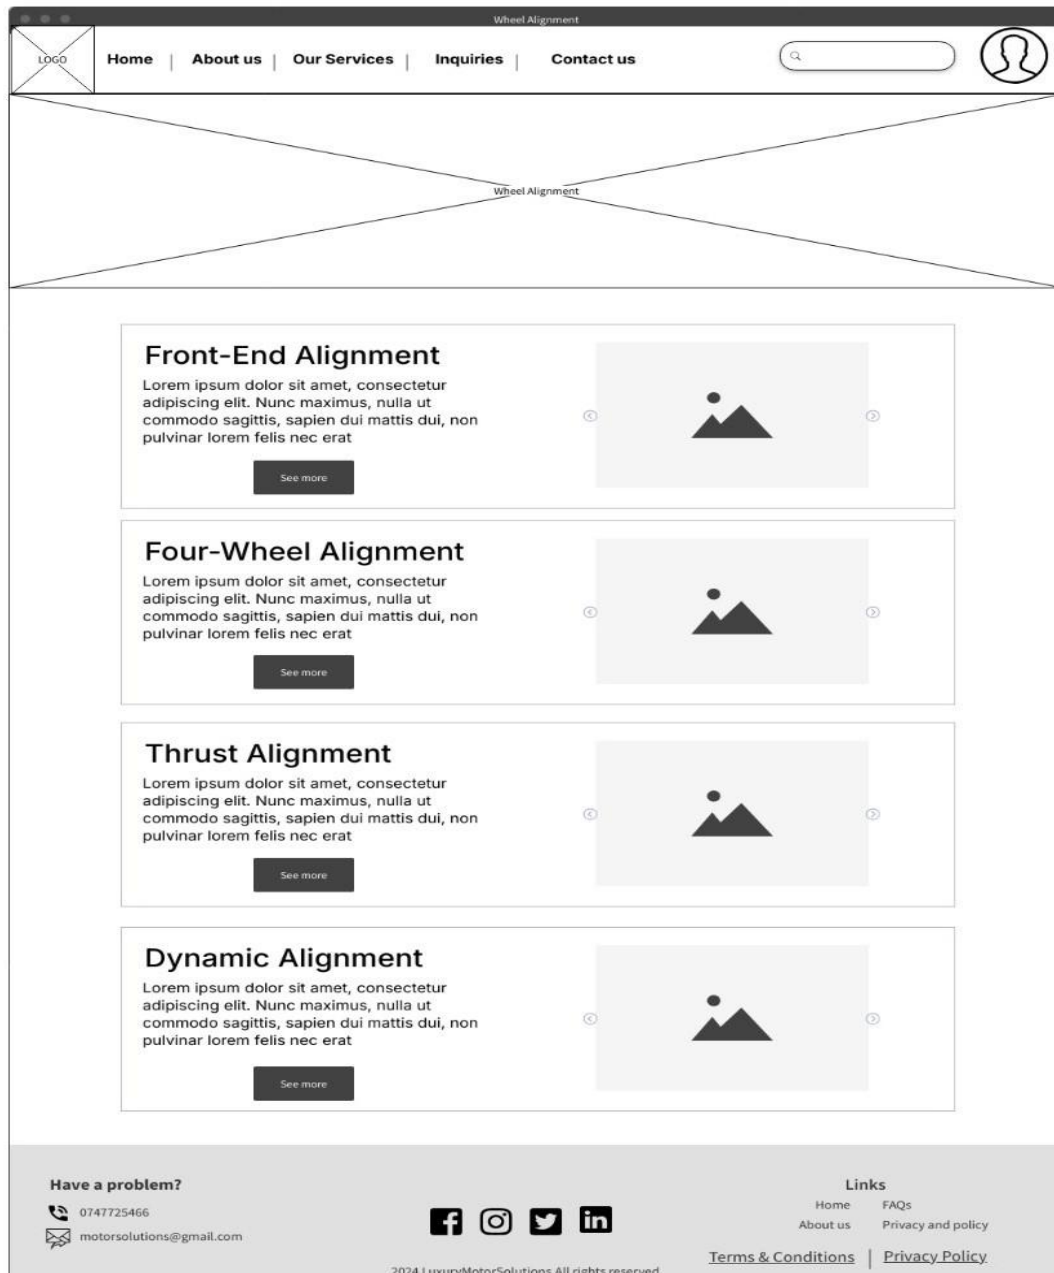 Wheel Alignment
LOGO
Home | About us | Our Services | Inquiries | Contact us
Wheel Alignment
Front-End Alignment
Lorem ipsum dolor sit amet, consectetur
adipiscing elit. Nunc maximus, nulla ut
commodo sagittis, sapien dui mattis dui, non
pulvinar lorem felis nec erat
See more
Four-Wheel Alignment
Lorem ipsum dolor sit amet, consectetur
adipiscing elit. Nunc maximus, nulla ut
commodo sagittis, sapien dui mattis dui, non
pulvinar lorem felis nec erat
See more
Thrust Alignment
Lorem ipsum dolor sit amet, consectetur
adipiscing elit. Nunc maximus, nulla ut
commodo sagittis, sapien dui mattis dui, non
pulvinar lorem felis nec erat
See more
Dynamic Alignment
Lorem ipsum dolor sit amet, consectetur
adipiscing elit. Nunc maximus, nulla ut
commodo sagittis, sapien dui mattis dui, non
pulvinar lorem felis nec erat
See more
Have a problem?
0747725466
motorsolutions@gmail.com
2024 LuxuryMotorSolutions All rights reserved
Links
Home FAQs
About us Privacy and policy
Terms & Conditions | Privacy Policy